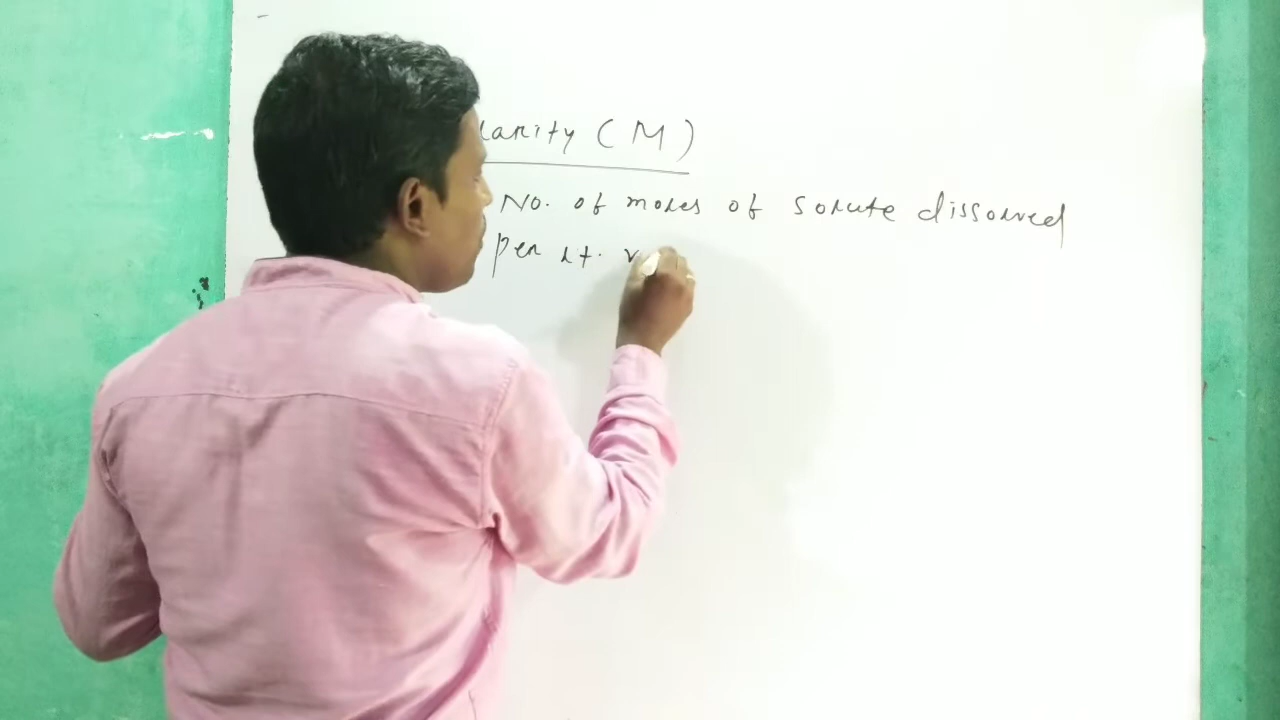 larity (M)
No. of moles of solute dissolved
per lt. v